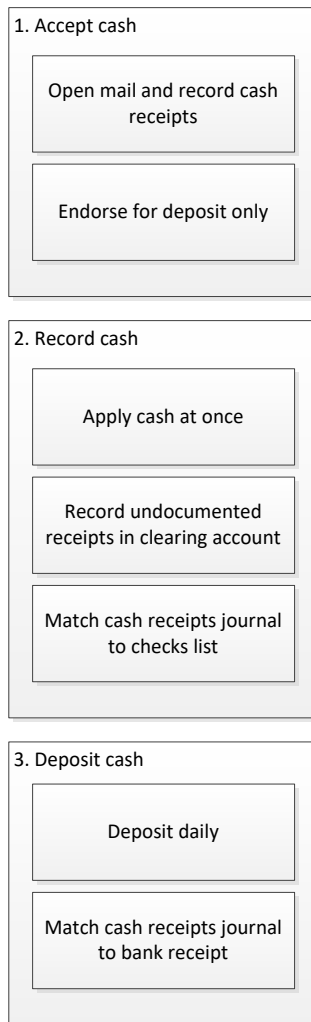 1. Accept cash
Open mail and record cash
receipts
Endorse for deposit only
2. Record cash
Apply cash at once
Record undocumented
receipts in clearing account
Match cash receipts journal
to checks list
3. Deposit cash
Deposit daily
Match cash receipts journal
to bank receipt